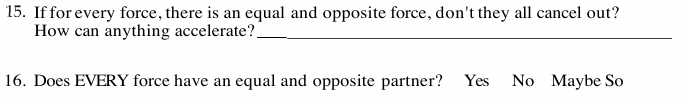 15. If for every force, there is an equal and opposite force, don't they all cancel out?
How can anything accelerate?
16. Does EVERY force have an equal and opposite partner? Yes No Maybe So